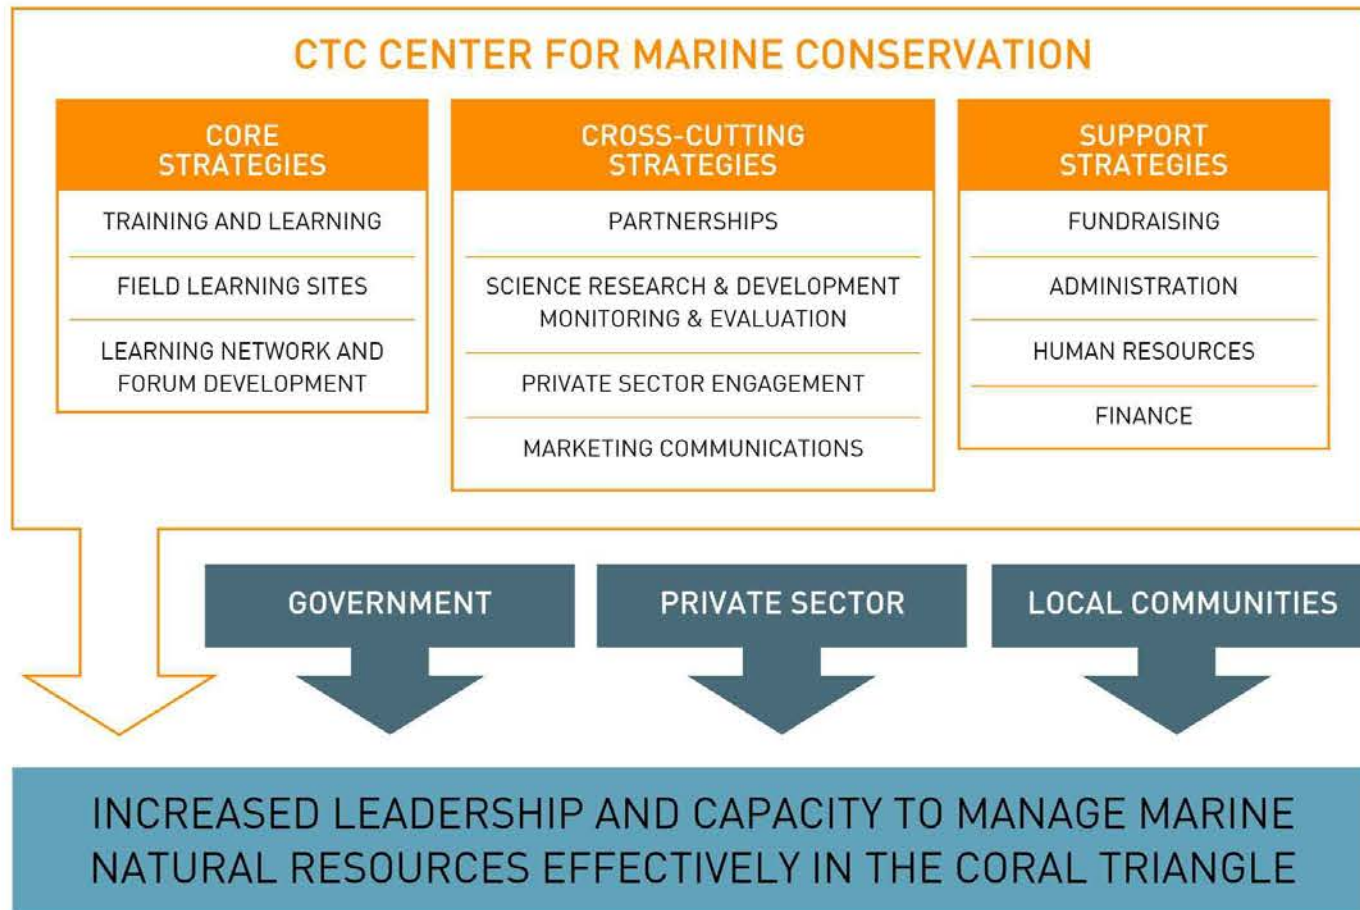 CTC CENTER FOR MARINE CONSERVATION
CORE
STRATEGIES
TRAINING AND LEARNING
FIELD LEARNING SITES
LEARNING NETWORK AND
FORUM DEVELOPMENT
CROSS-CUTTING
STRATEGIES
PARTNERSHIPS
SCIENCE RESEARCH & DEVELOPMENT
MONITORING & EVALUATION
PRIVATE SECTOR ENGAGEMENT
MARKETING COMMUNICATIONS
SUPPORT
STRATEGIES
FUNDRAISING
ADMINISTRATION
HUMAN RESOURCES
FINANCE
GOVERNMENT
PRIVATE SECTOR
LOCAL COMMUNITIES
INCREASED LEADERSHIP AND CAPACITY TO MANAGE MARINE
NATURAL RESOURCES EFFECTIVELY IN THE CORAL TRIANGLE